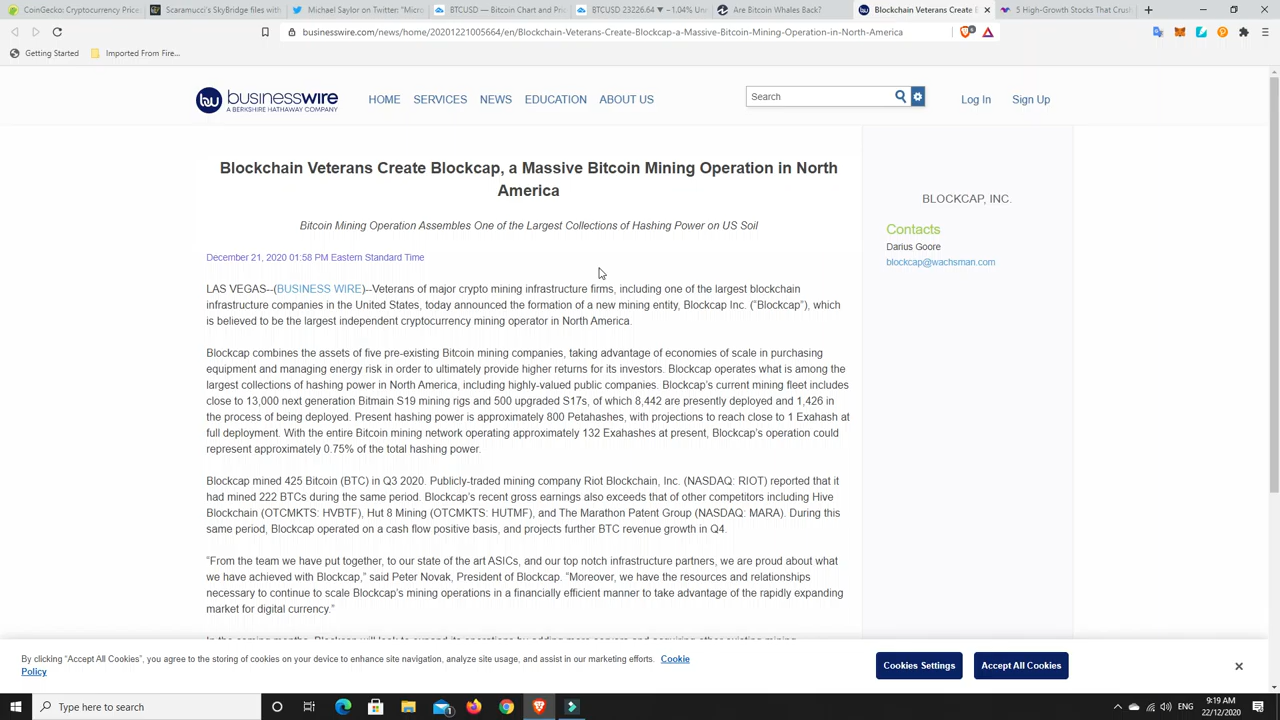 CoinGecko: Cryptocurrency Price
Scaramucci's SkyBridge files with
Michael Saylor on Twitter: "Micro
BTCUSD — Bitcoin Chart and Pric
BTCUSD 23226.64 ▼ −1.04% Unn
Are Bitcoin Whales Back?
Blockchain Veterans Create B
5 High-Growth Stocks That Crush
businesswire.com/news/home/20201221005664/en/Blockchain-Veterans-Create-Blockcap-a-Massive-Bitcoin-Mining-Operation-in-North-America
Getting Started
Imported From Fire...
businesswire
A BERKSHIRE HATHAWAY COMPANY
HOME SERVICES NEWS EDUCATION ABOUT US
Search
Log In
Sign Up
Blockchain Veterans Create Blockcap, a Massive Bitcoin Mining Operation in North
America
Bitcoin Mining Operation Assembles One of the Largest Collections of Hashing Power on US Soil
December 21, 2020 01:58 PM Eastern Standard Time
LAS VEGAS--(BUSINESS WIRE)--Veterans of major crypto mining infrastructure firms, including one of the largest blockchain
infrastructure companies in the United States, today announced the formation of a new mining entity, Blockcap Inc. ("Blockcap"), which
is believed to be the largest independent cryptocurrency mining operator in North America.
Blockcap combines the assets of five pre-existing Bitcoin mining companies, taking advantage of economies of scale in purchasing
equipment and managing energy risk in order to ultimately provide higher returns for its investors. Blockcap operates what is among the
largest collections of hashing power in North America, including highly-valued public companies. Blockcap's current mining fleet includes
close to 13,000 next generation Bitmain S19 mining rigs and 500 upgraded S17s, of which 8,442 are presently deployed and 1,426 in
the process of being deployed. Present hashing power is approximately 800 Petahashes, with projections to reach close to 1 Exahash at
full deployment. With the entire Bitcoin mining network operating approximately 132 Exahashes at present, Blockcap's operation could
represent approximately 0.75% of the total hashing power.
Blockcap mined 425 Bitcoin (BTC) in Q3 2020. Publicly-traded mining company Riot Blockchain, Inc. (NASDAQ: RIOT) reported that it
had mined 222 BTCs during the same period. Blockcap's recent gross earnings also exceeds that of other competitors including Hive
Blockchain (OTCMKTS: HVBTF), Hut 8 Mining (OTCMKTS: HUTMF), and The Marathon Patent Group (NASDAQ: MARA). During this
same period, Blockcap operated on a cash flow positive basis, and projects further BTC revenue growth in Q4.
"From the team we have put together, to our state of the art ASICs, and our top notch infrastructure partners, we are proud about what
we have achieved with Blockcap," said Peter Novak, President of Blockcap. "Moreover, we have the resources and relationships
necessary to continue to scale Blockcap's mining operations in a financially efficient manner to take advantage of the rapidly expanding
market for digital currency."
BLOCKCAP, INC.
Contacts
Darius Goore
blockcap@wachsman.com
By clicking "Accept All Cookies", you agree to the storing of cookies on your device to enhance site navigation, analyze site usage, and assist in our marketing efforts. Cookie
Policy
Cookies Settings
Accept All Cookies
Type here to search
ENG
9:19 AM
22/12/2020